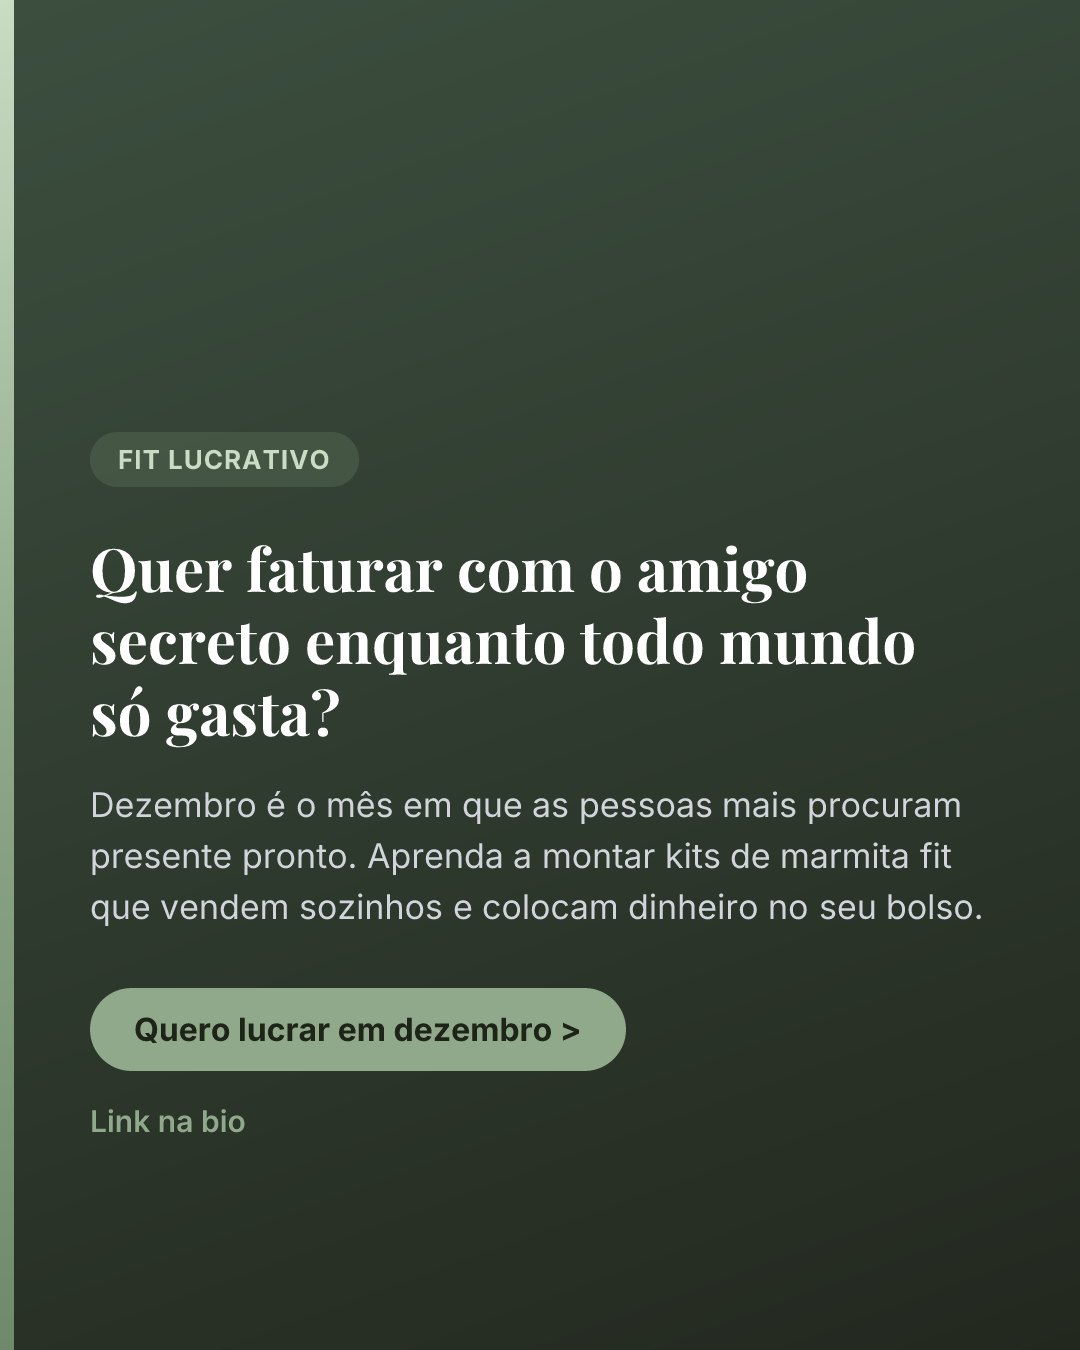 FIT LUCRATIVO
Quer faturar com o amigo
secreto enquanto todo mundo
só gasta?
Dezembro é o mês em que as pessoas mais procuram
presente pronto. Aprenda a montar kits de marmita fit
que vendem sozinhos e colocam dinheiro no seu bolso.
Quero lucrar em dezembro >
Link na bio